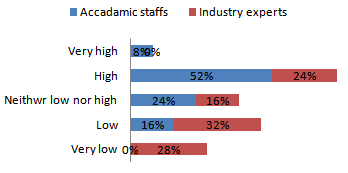 Accadamic staffs Industry experts
Very high 8% 0%
High 52% 24%
Neithwr low nor high 24% 16%
Low 16% 32%
Very low 0% 28%